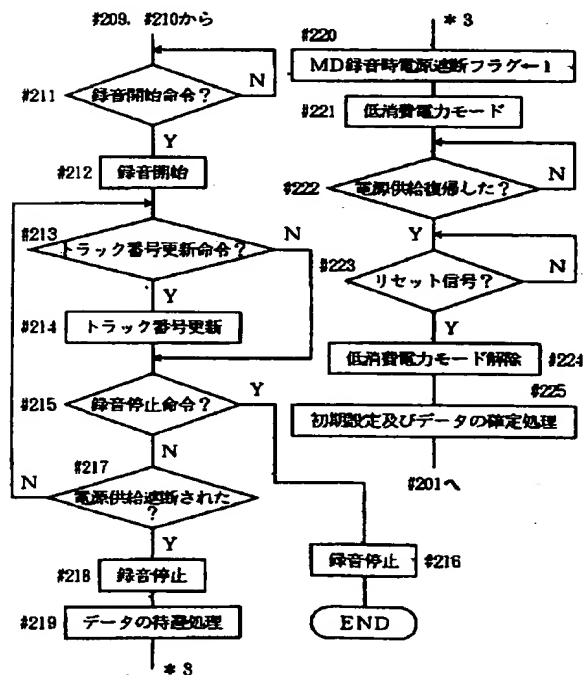 #209, #210から
#211
録音開始命令?
N
Y
#212
録音開始
#213
トラック番号更新命令?
N
Y
#214
トラック番号更新
#215
録音停止命令?
Y
N
#217
N
電源供給遮断された
?
Y
#218
録音停止
#219
データの待避処理
*3
録音停止
#216
END
*3
#220
MD録音時電源遮断フラグ←1
#221
低消費電力モード
#222
電源供給復帰した?
N
Y
#223
リセット信号?
N
Y
低消費電力モード解除
#224
#225
初期設定及びデータの確定処理
#201へ